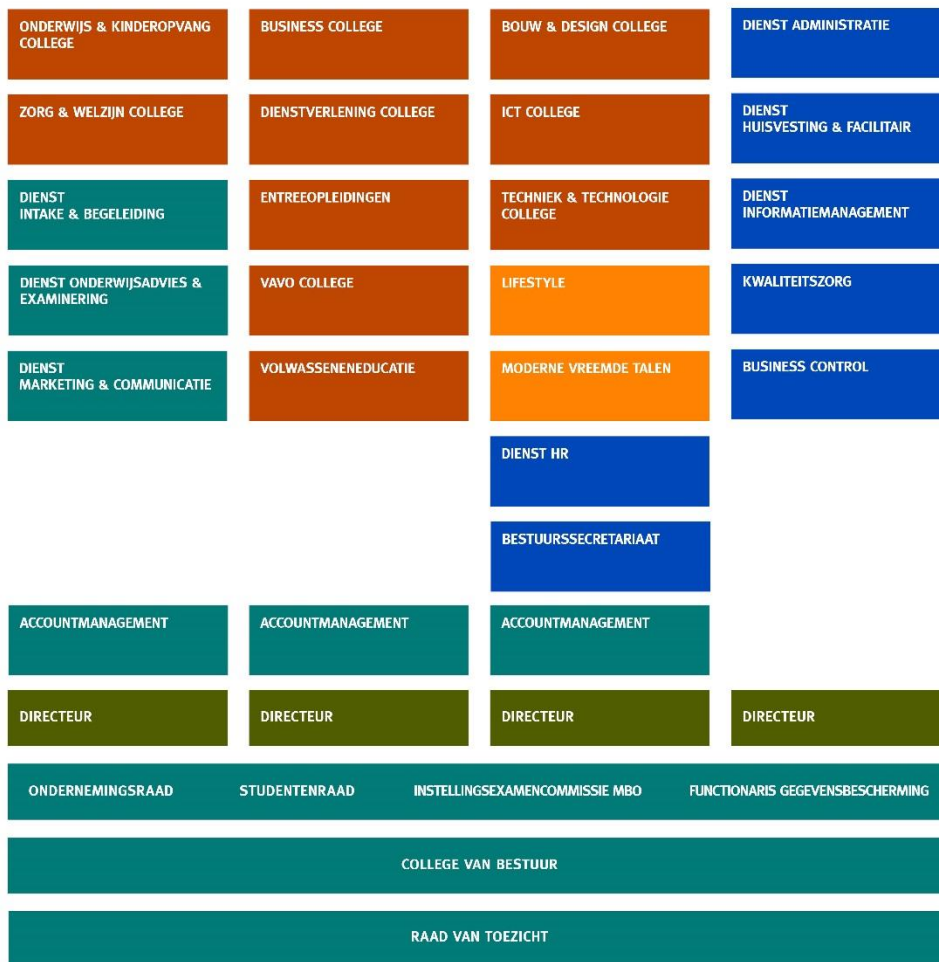 ONDERWIJS & KINDEROPVANG
COLLEGE
BUSINESS COLLEGE
BOUW & DESIGN COLLEGE
DIENST ADMINISTRATIE
ZORG & WELZIJN COLLEGE
DIENSTVERLENING COLLEGE
ICT COLLEGE
DIENST
HUISVESTING & FACILITAIR
DIENST
INTAKE & BEGELEIDING
ENTREEOPLEIDINGEN
TECHNIEK & TECHNOLOGIE
COLLEGE
DIENST
INFORMATIEMANAGEMENT
DIENST ONDERWIJSADVIES &
EXAMINERING
VAVO COLLEGE
LIFESTYLE
KWALITEITSZORG
DIENST
MARKETING & COMMUNICATIE
VOLWASSENENEDUCATIE
MODERNE VREEMDE TALEN
BUSINESS CONTROL
DIENST HR
BESTUURSSECRETARIAAT
ACCOUNTMANAGEMENT
ACCOUNTMANAGEMENT
ACCOUNTMANAGEMENT
DIRECTEUR
DIRECTEUR
DIRECTEUR
DIRECTEUR
ONDERNEMINGSRAAD
STUDENTENRAAD
INSTELLINGSEXAMENCOMMISSIE MBO
FUNCTIONARIS GEGEVENSBESCHERMING
COLLEGE VAN BESTUUR
RAAD VAN TOEZICHT